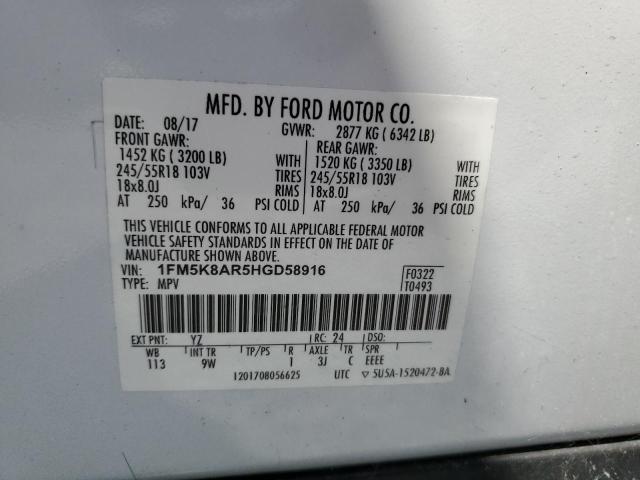 MFD. BY FORD MOTOR CO.
DATE: 08/17 GVWR: 2877 KG ( 6342 LB)
FRONT GAWR: REAR GAWR:
1452 KG ( 3200 LB) WITH 1520 KG ( 3350 LB) WITH
245/55R18 103V TIRES 245/55R18 103V TIRES
18x8.0J RIMS 18x8.0J RIMS
AT 250 kPa/ 36 PSI COLD AT 250 kPa/ 36 PSI COLD
THIS VEHICLE CONFORMS TO ALL APPLICABLE FEDERAL MOTOR
VEHICLE SAFETY STANDARDS IN EFFECT ON THE DATE OF
MANUFACTURE SHOWN ABOVE.
VIN: 1FM5K8AR5HGD58916 F0322
TYPE: MPV T0493
EXT PNT: YZ RC: 24 DSO:
WB INT TR TP/PS R AXLE TR SPR
113 9W I 3J C EEEE
1201708056625 UTC ▽ 5U5A-1520472-BA